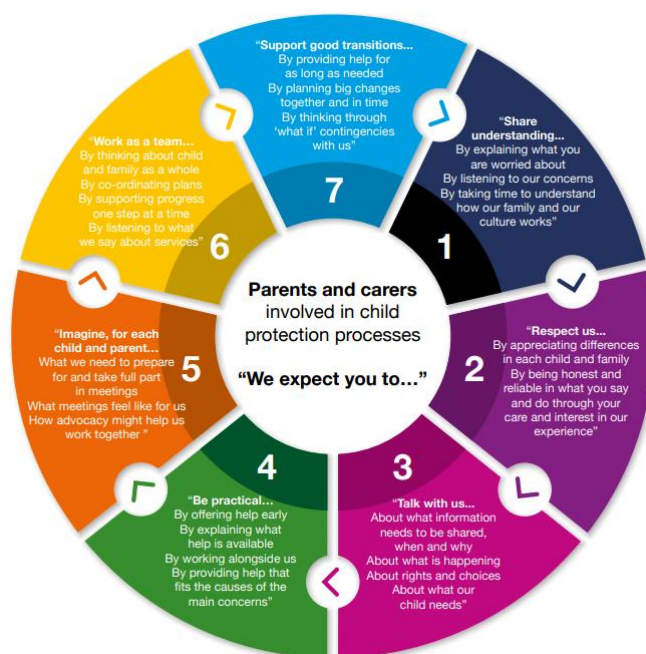 Parents and carers
involved in child
protection processes
“We expect you to…”
1
“Share
understanding...
By explaining what you
are worried about
By listening to our concerns
By taking time to understand
how our family and our
culture works”
2
“Respect us...
By appreciating differences
in each child and family
By being honest and
reliable in what you say
and do through your
care and interest in our
experience”
3
“Talk with us...
About what information
needs to be shared,
when and why
About what is happening
About rights and choices
About what our
child needs”
4
“Be practical…
By offering help early
By explaining what
help is available
By working alongside us
By providing help that
fits the causes of the
main concerns”
5
“Imagine, for each
child and parent…
What we need to prepare
for and take full part
in meetings
What meetings feel like for us
How advocacy might help us
work together ”
6
“Work as a team…
By thinking about child
and family as a whole
By co-ordinating plans
By supporting progress
one step at a time
By listening to what
we say about services”
7
“Support good transitions...
By providing help for
as long as needed
By planning big changes
together and in time
By thinking through
‘what if’ contingencies
with us”